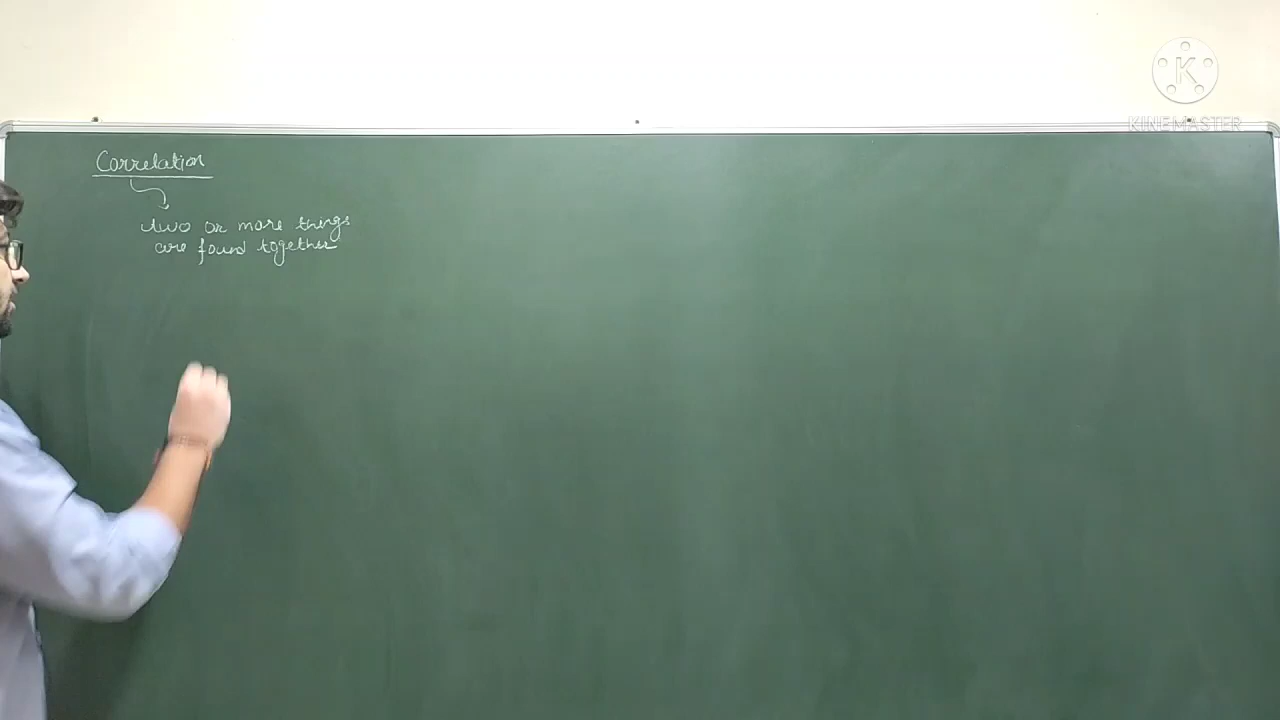 Correlation
two or more things
are found together
K
KINEMASTER